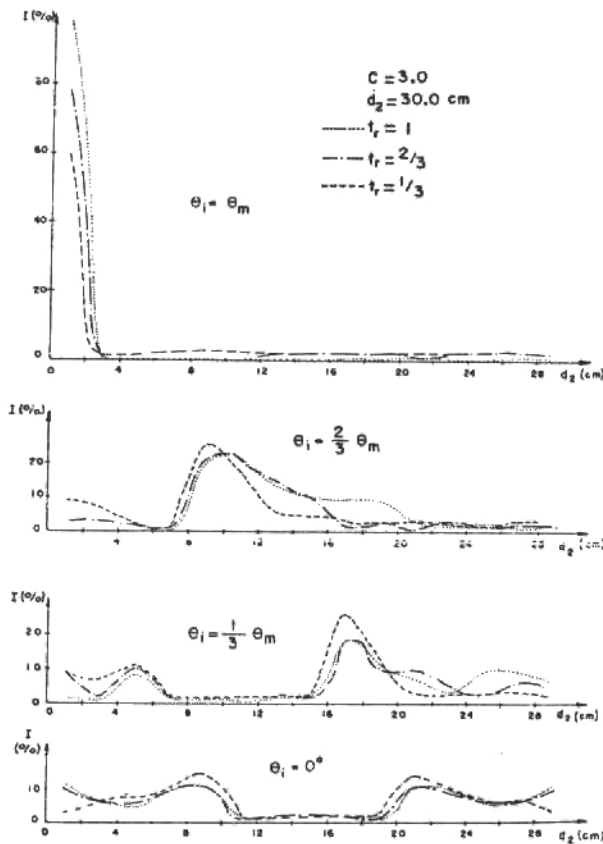 I (%)
C = 3.0
d₂ = 30.0 cm
tᵣ = 1
tᵣ = 2/3
tᵣ = 1/3
θᵢ = θₘ
80
60
40
20
0
0 4 8 12 16 20 24 28 d₂ (cm)
I (%)
θᵢ = 2/3 θₘ
20
10
0
4 8 12 16 20 24 28 d₂ (cm)
I (%)
θᵢ = 1/3 θₘ
20
10
0
4 8 12 16 20 24 28 d₂ (cm)
I (%)
θᵢ = 0°
10
0
4 8 12 16 20 24 28 d₂ (cm)